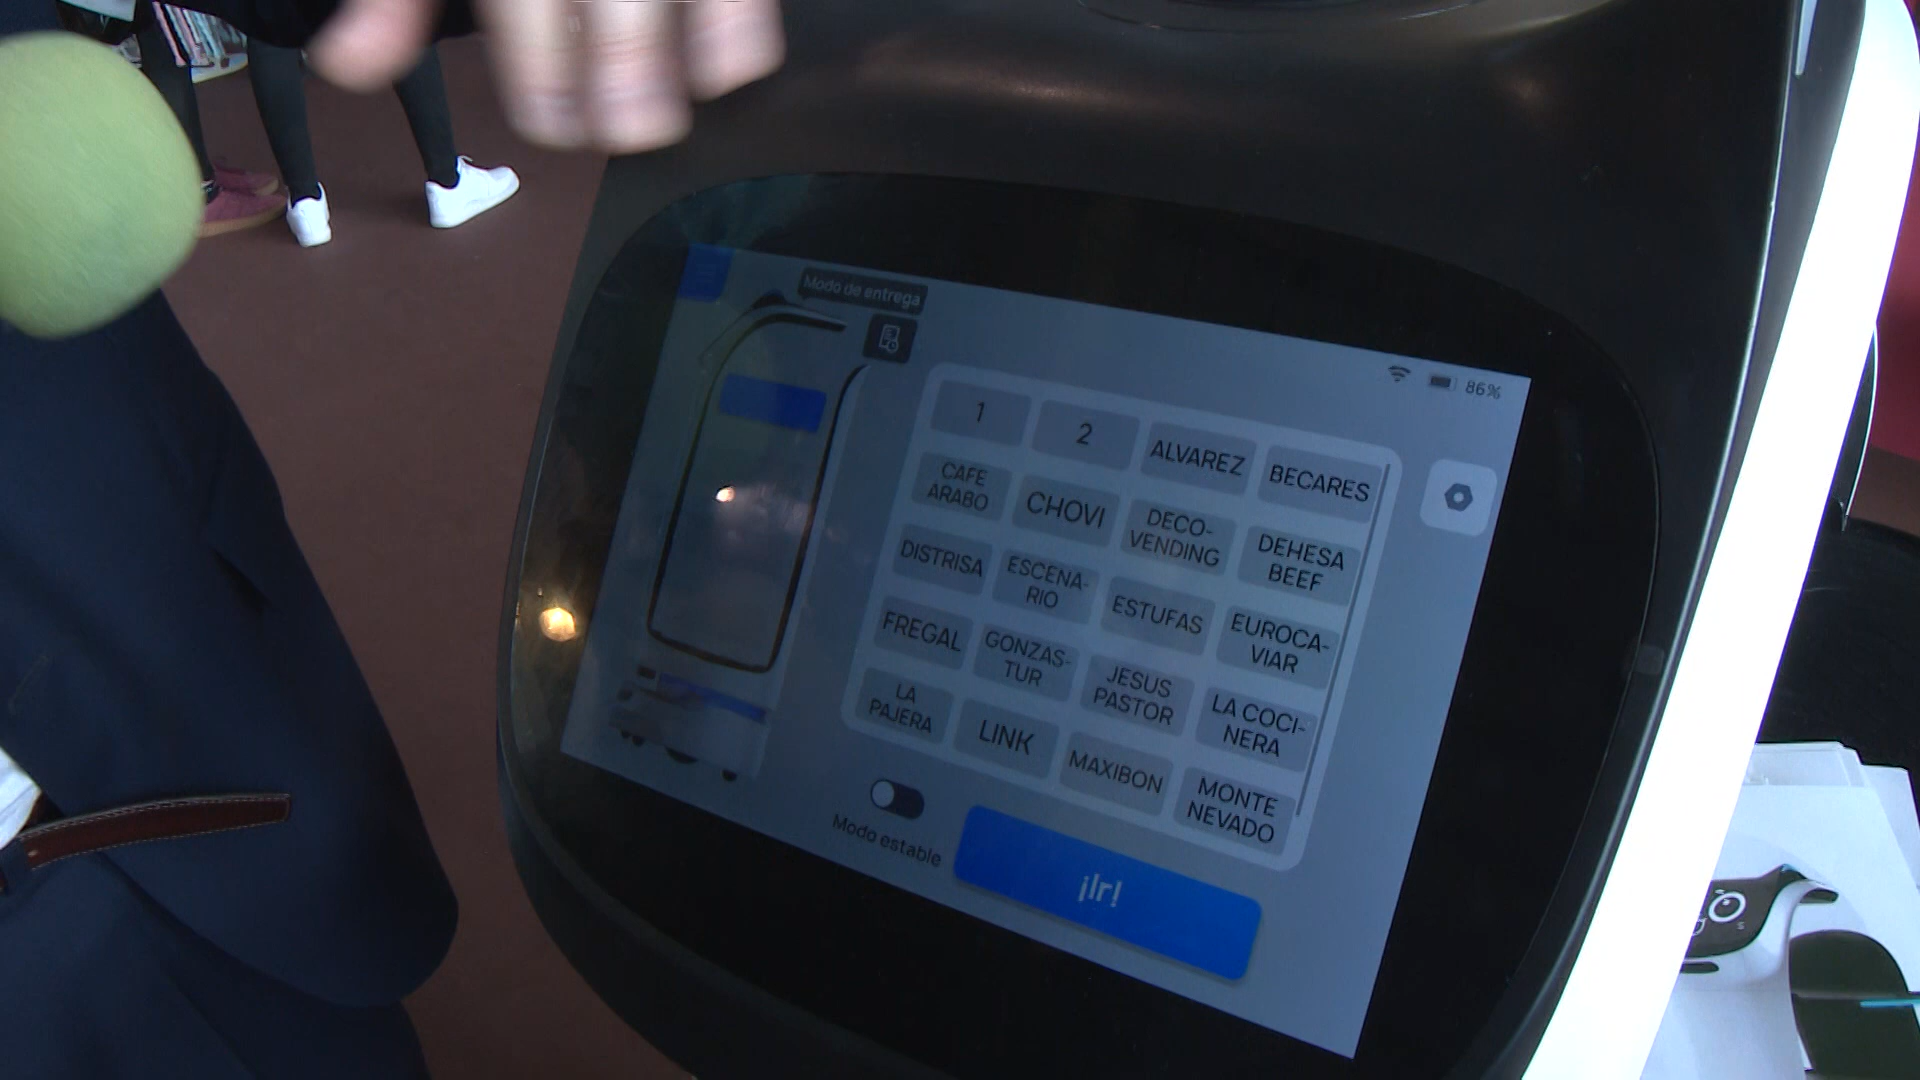 Modo de entrega
86%
1
2
ALVAREZ
BECARES
CAFE
ARABO
CHOVI
DECO-
VENDING
DEHESA
BEEF
DISTRISA
ESCENA-
RIO
ESTUFAS
EUROCA-
VIAR
FREGAL
GONZAS-
TUR
JESUS
PASTOR
LA COCI-
NERA
LA
PAJERA
LINK
MAXIBON
MONTE
NEVADO
Modo estable
¡Ir!